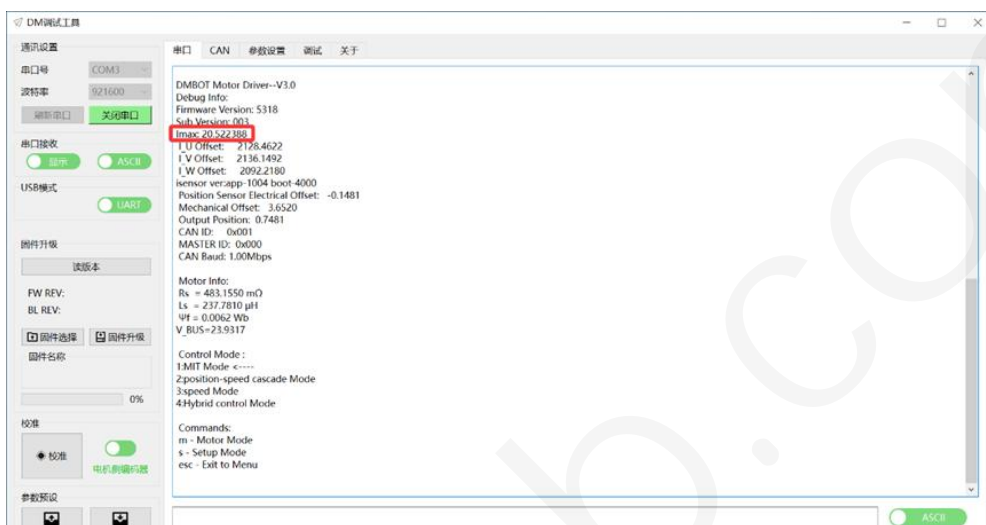 DM调试工具
通讯设置
串口号 COM3
波特率 921600
刷新串口 关闭串口
串口接收
显示 ASCII
USB模式
UART
固件升级
读版本
FW REV:
BL REV:
固件选择 固件升级
固件名称
0%
校准
校准
电机侧编码器
参数预设
串口 CAN 参数设置 调试 关于
DMBOT Motor Driver--V3.0
Debug Info:
Firmware Version: 5318
Sub Version: 003
Imax: 20.522388
I_U Offset: 2128.4622
I_V Offset: 2136.1492
I_W Offset: 2092.2180
isensor ver:app-1004 boot-4000
Position Sensor Electrical Offset: -0.1481
Mechanical Offset: 3.6520
Output Position: 0.7481
CAN ID: 0x001
MASTER ID: 0x000
CAN Baud: 1.00Mbps
Motor Info:
Rs = 483.1550 mΩ
Ls = 237.7810 μH
Ψf = 0.0062 Wb
V_BUS=23.9317
Control Mode :
1:MIT Mode <----
2:position-speed cascade Mode
3:speed Mode
4:Hybrid control Mode
Commands:
m - Motor Mode
s - Setup Mode
esc - Exit to Menu
ASCII